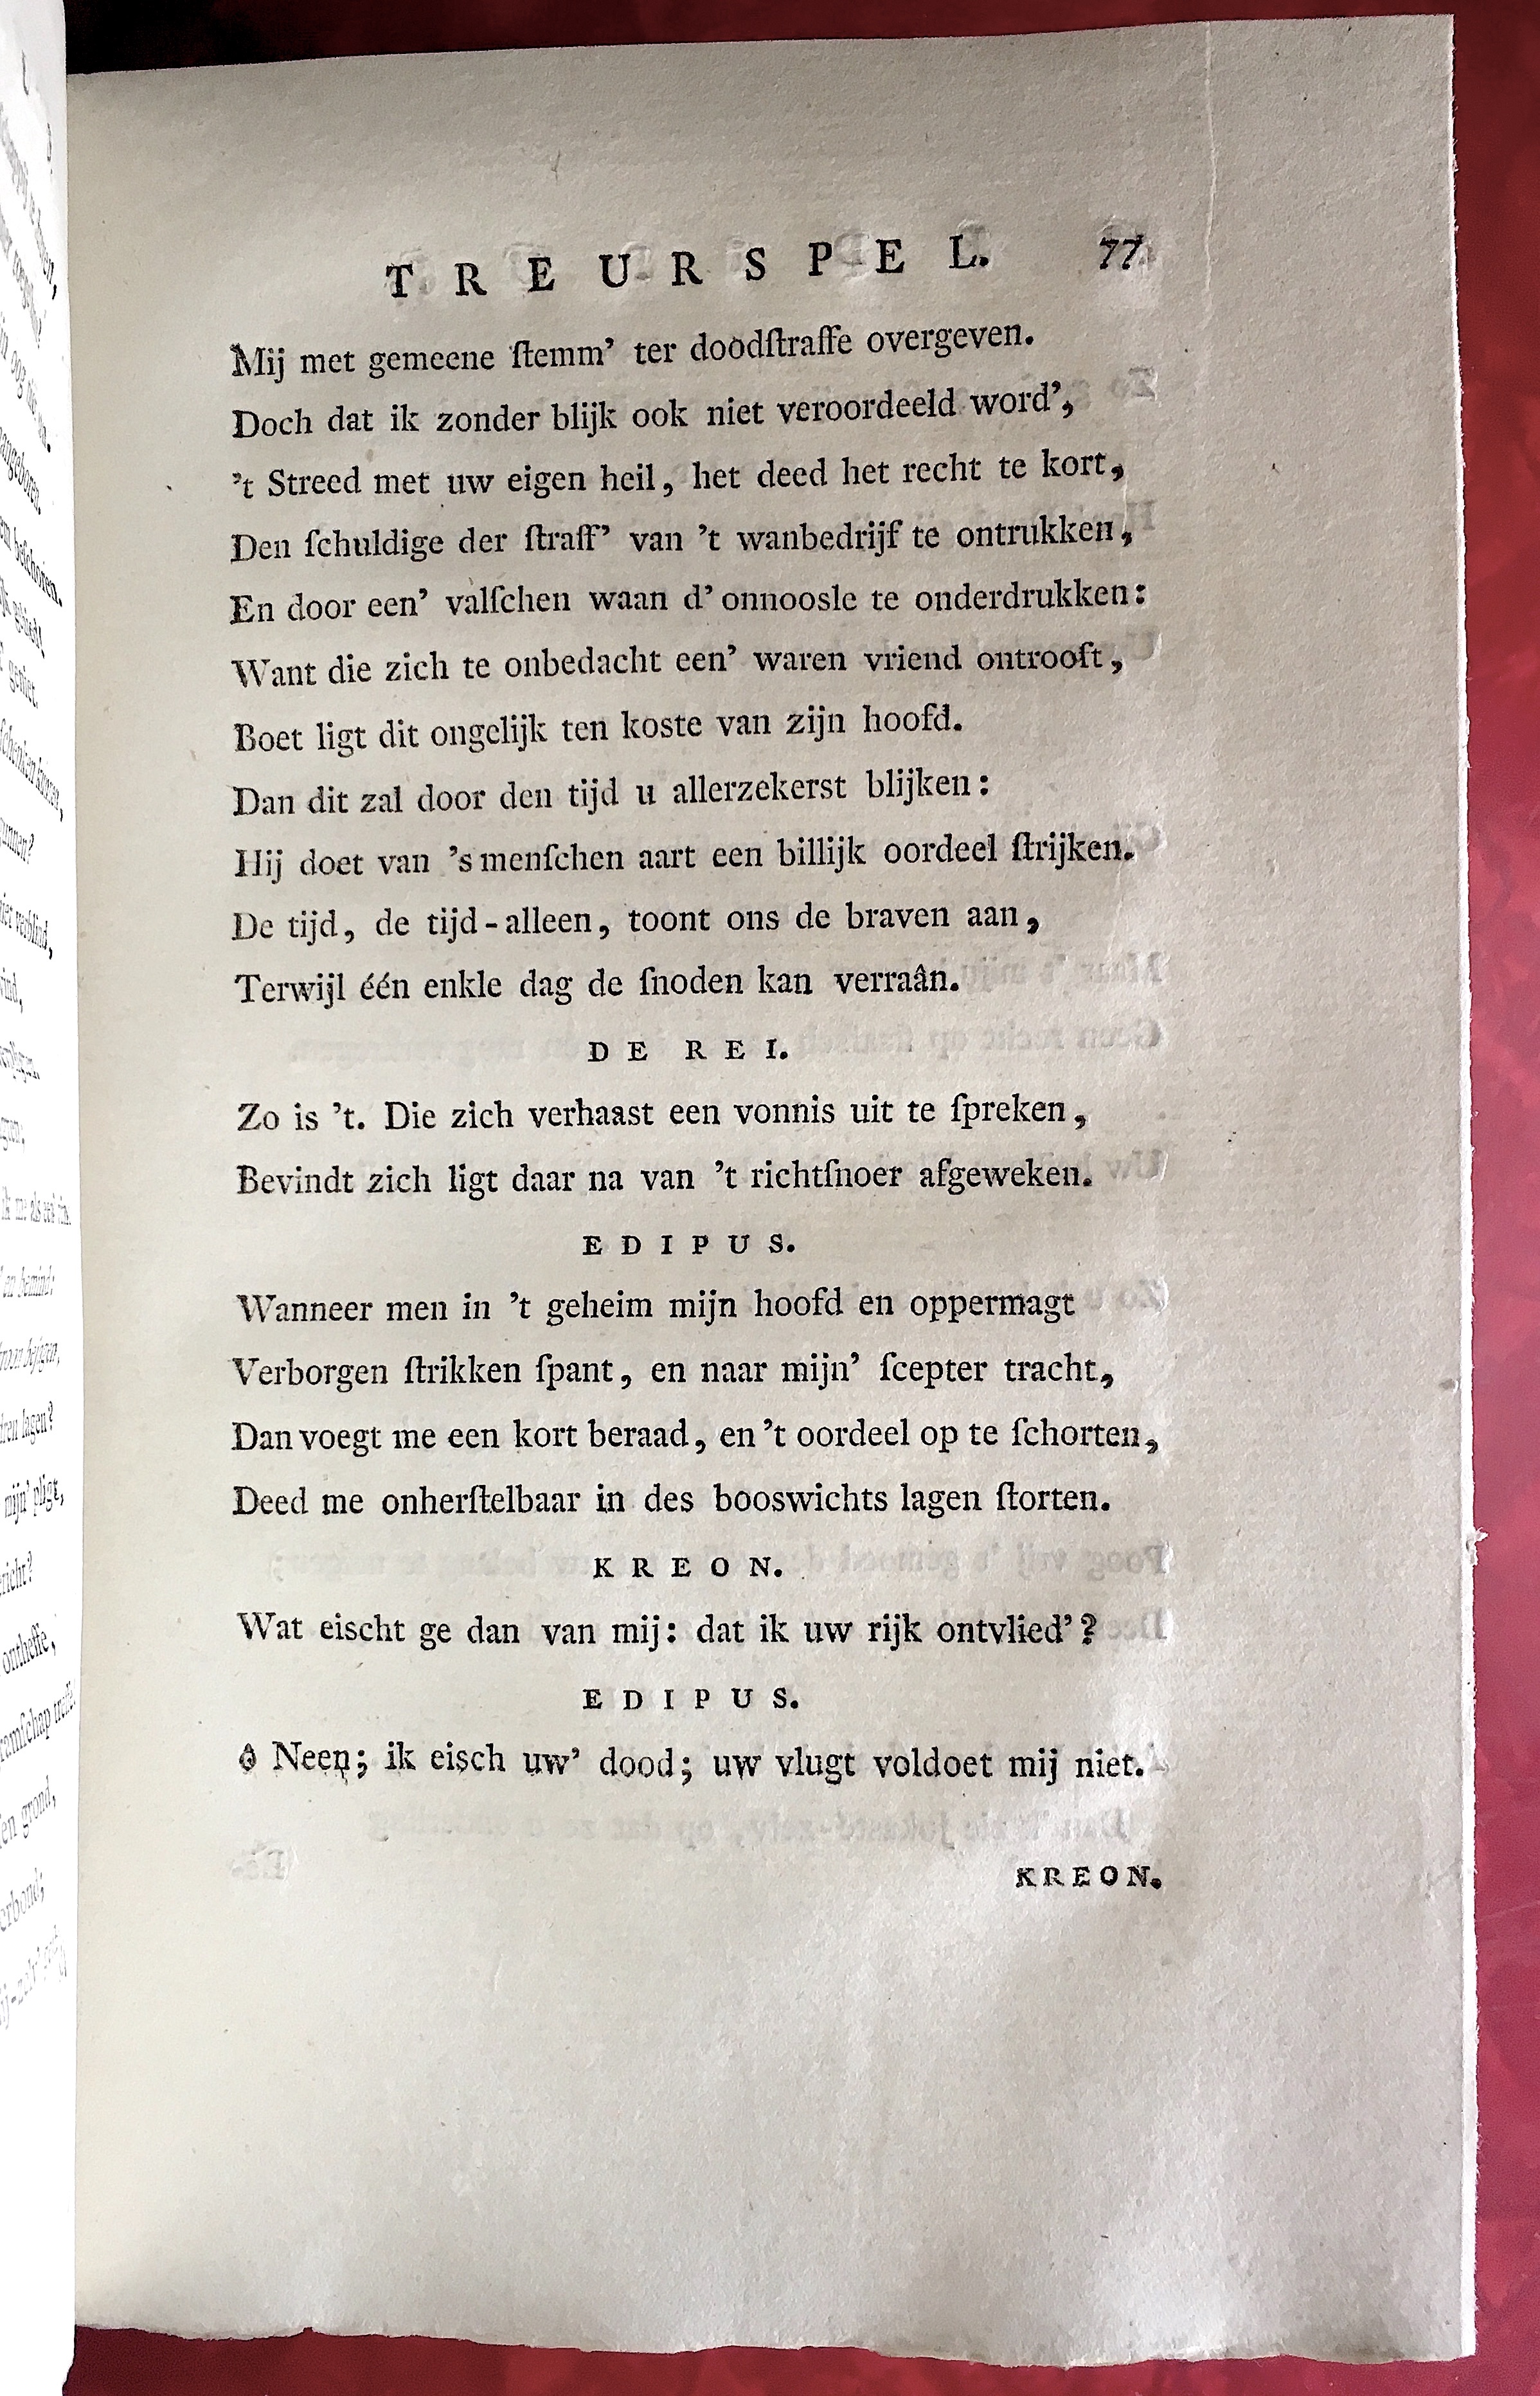 TREURSPEL. 77
Mij met gemeene ſtemm’ ter doodſtraffe overgeven.
Doch dat ik zonder blijk ook niet veroordeeld word’,
’t Streed met uw eigen heil, het deed het recht te kort,
Den ſchuldige der ſtraff’ van ’t wanbedrijf te ontrukken,
En door een’ valſchen waan d’onnoosle te onderdrukken:
Want die zich te onbedacht een’ waren vriend ontrooft,
Boet ligt dit ongelijk ten koste van zijn hoofd.
Dan dit zal door den tijd u allerzekerst blijken:
Hij doet van ’s menſchen aart een billijk oordeel ſtrijken.
De tijd, de tijd-alleen, toont ons de braven aan,
Terwijl één enkle dag de ſnoden kan verraân.
DE REI.
Zo is ’t. Die zich verhaast een vonnis uit te ſpreken,
Bevindt zich ligt daar na van ’t richtſnoer afgeweken.
EDIPUS.
Wanneer men in ’t geheim mijn hoofd en oppermagt
Verborgen ſtrikken ſpant, en naar mijn’ ſcepter tracht,
Dan voegt me een kort beraad, en ’t oordeel op te ſchorten,
Deed me onherſtelbaar in des booswichts lagen ſtorten.
KREON.
Wat eischt ge dan van mij: dat ik uw rijk ontvlied’?
EDIPUS.
ô Neen; ik eisch uw’ dood; uw vlugt voldoet mij niet.
KREON.